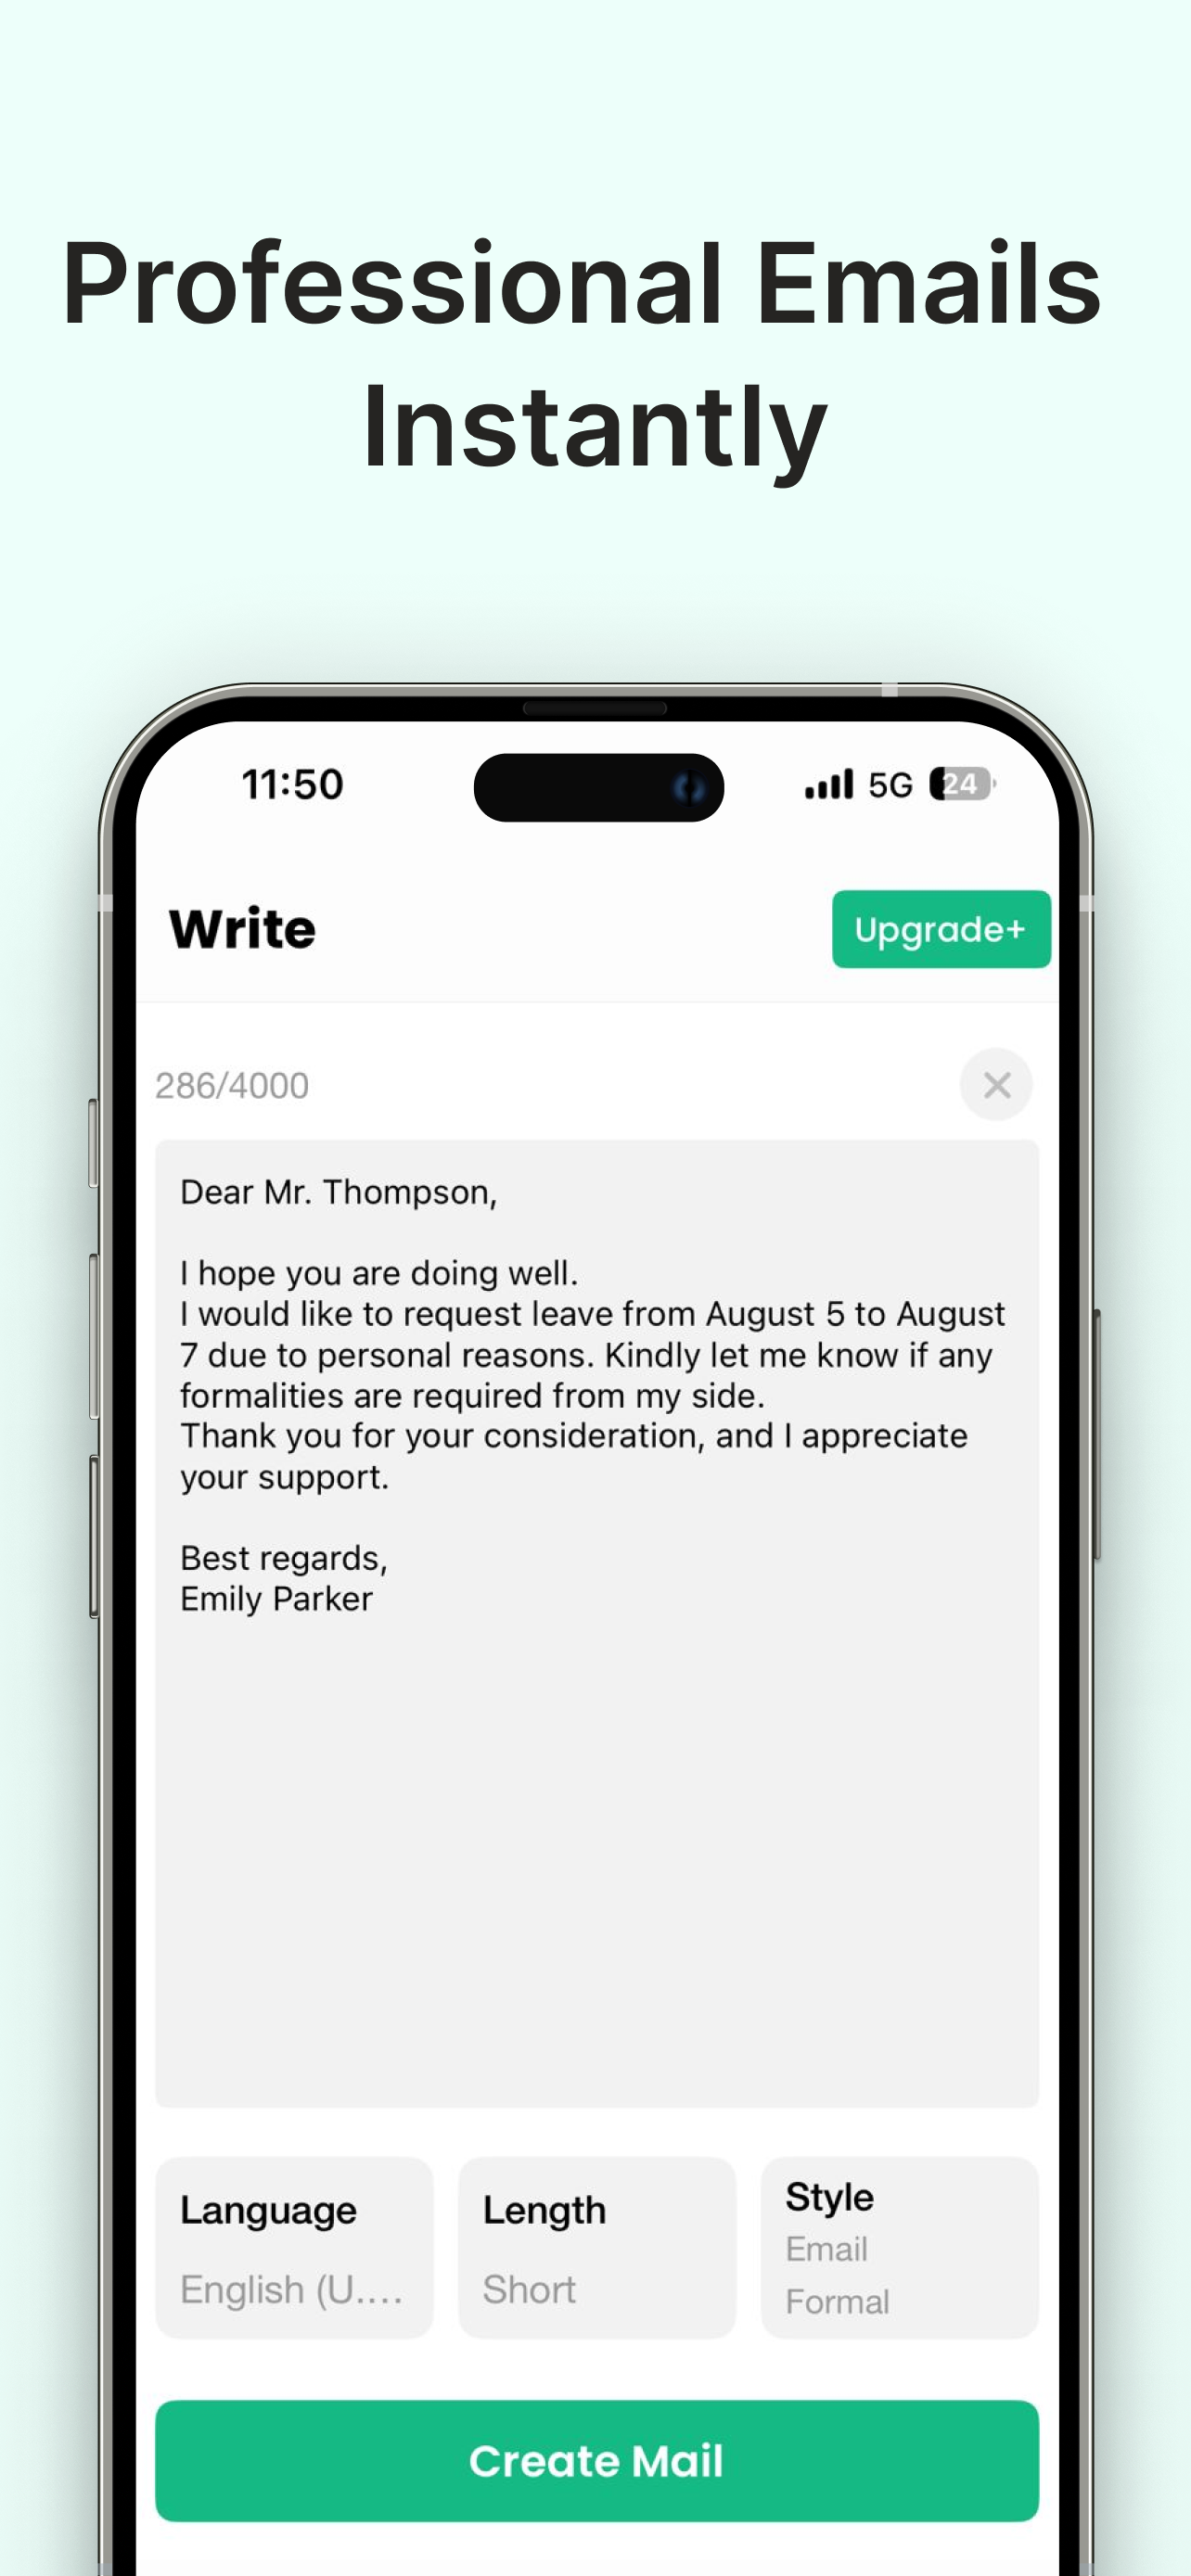 Professional Emails
Instantly
11:50
5G
24
Write
Upgrade+
286/4000
Dear Mr. Thompson,
I hope you are doing well.
I would like to request leave from August 5 to August
7 due to personal reasons. Kindly let me know if any
formalities are required from my side.
Thank you for your consideration, and I appreciate
your support.
Best regards,
Emily Parker
Language
Length
Style
Email
English (U....
Short
Formal
Create Mail